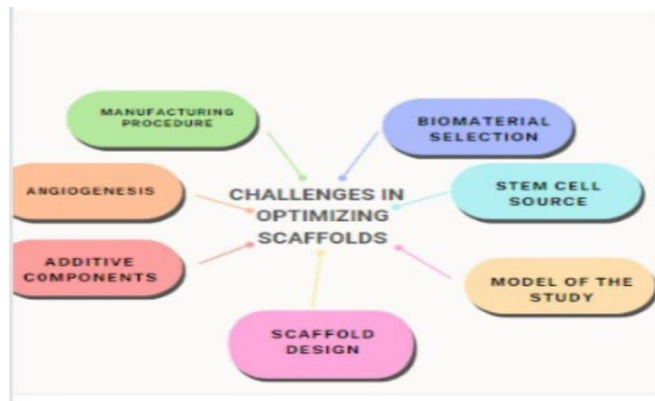 MANUFACTURING
PROCEDURE
BIOMATERIAL
SELECTION
ANGIOGENESIS
CHALLENGES IN
OPTIMIZING
SCAFFOLDS
STEM CELL
SOURCE
ADDITIVE
COMPONENTS
MODEL OF THE
STUDY
SCAFFOLD
DESIGN